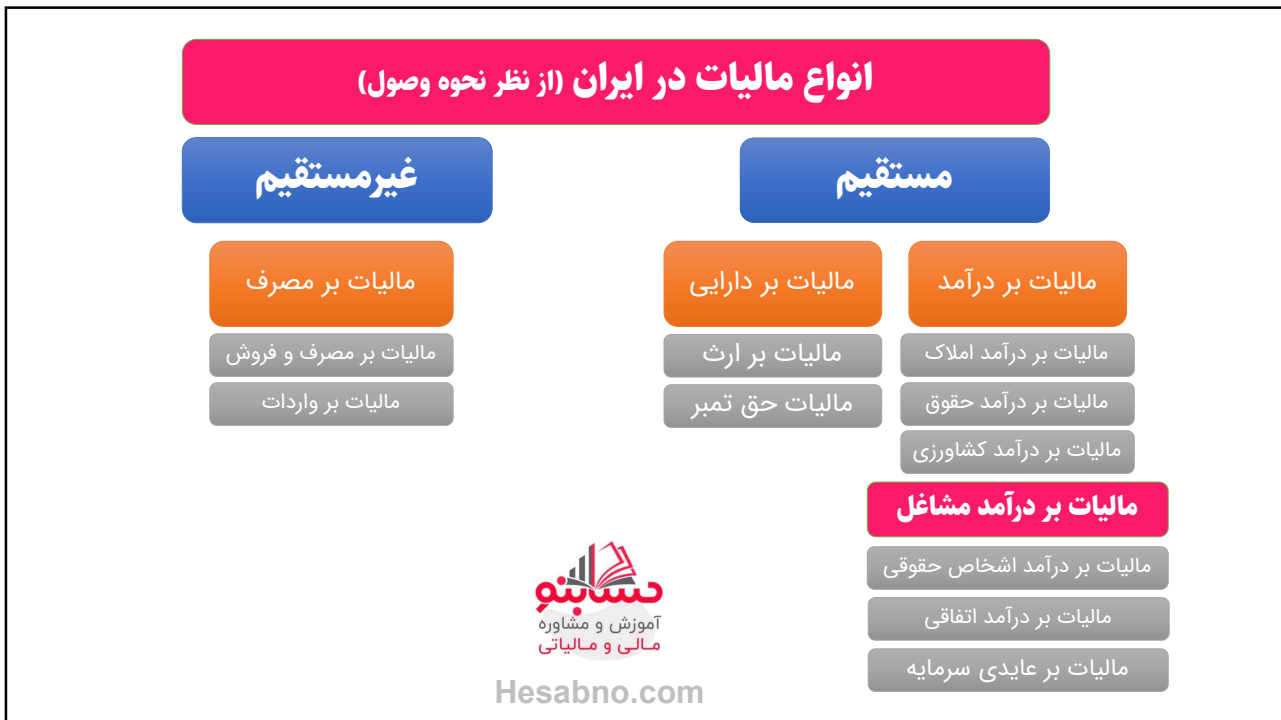 انواع مالیات در ایران (از نظر نحوه وصول)
مستقیم
مالیات بر درآمد
مالیات بر درآمد املاک
مالیات بر درآمد حقوق
مالیات بر درآمد کشاورزی
مالیات بر درآمد مشاغل
مالیات بر درآمد اشخاص حقوقی
مالیات بر درآمد اتفاقی
مالیات بر عایدی سرمایه
مالیات بر دارایی
مالیات بر ارث
مالیات حق تمبر
غیرمستقیم
مالیات بر مصرف
مالیات بر مصرف و فروش
مالیات بر واردات
حسابنو
آموزش و مشاوره
مـالـی و مـالیاتی
Hesabno.com